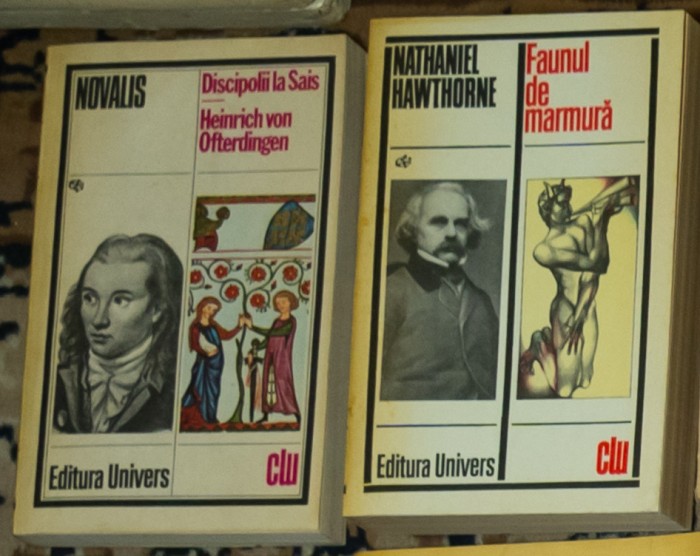 NOVALIS
Discipolii la Sais
Heinrich von
Ofterdingen
Editura Univers
clu
NATHANIEL
HAWTHORNE
Faunul
de
marmură
Editura Univers
clu